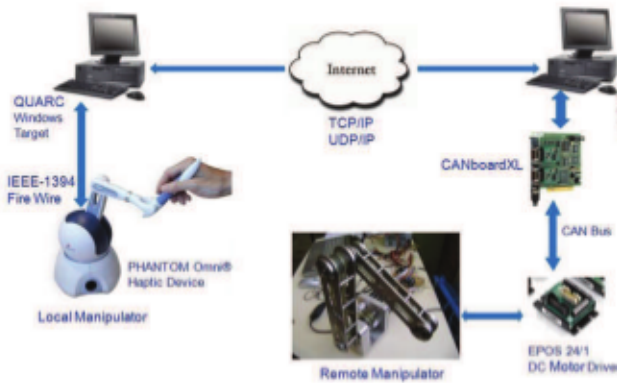 Internet
TCP/IP
UDP/IP
QUARC
Windows
Target
CANboardXL
IEEE-1394
Fire Wire
CAN Bus
PHANTOM Omni®
Haptic Device
Local Manipulator
EPOS 24/1
DC Motor Driver
Remote Manipulator